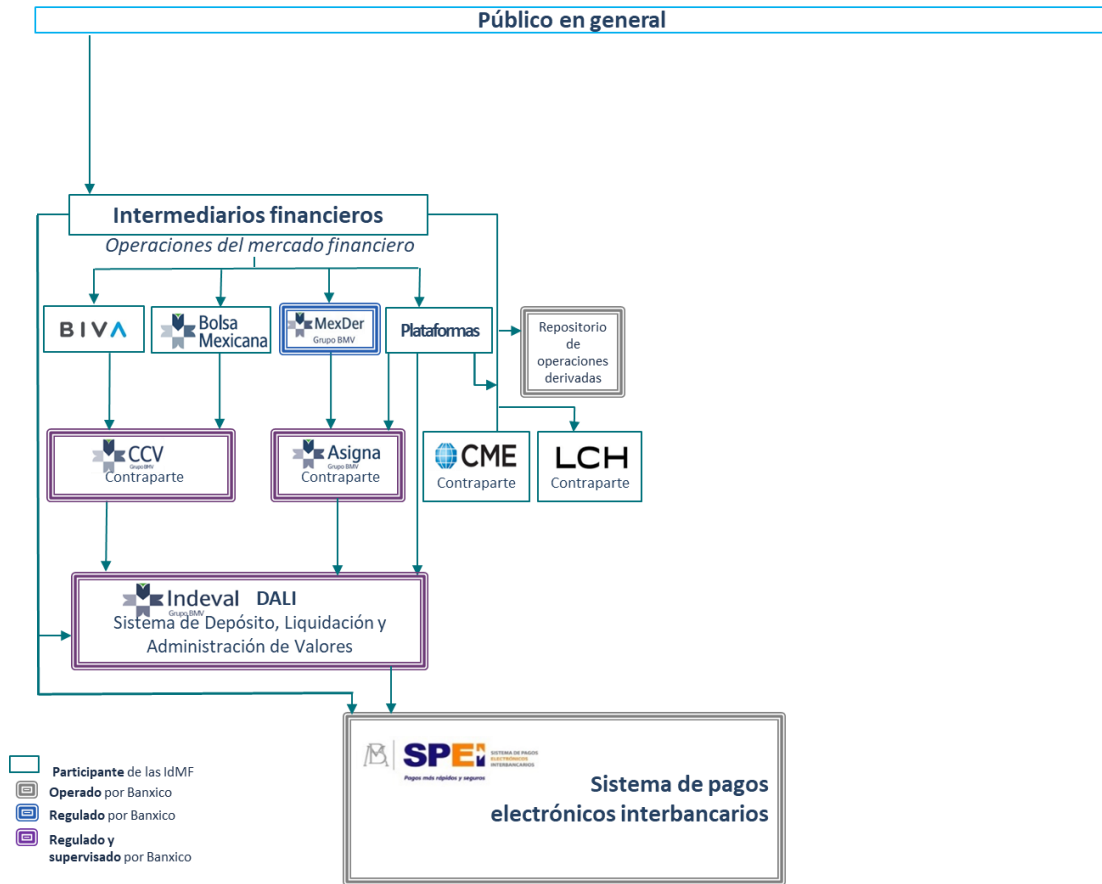 Público en general
Intermediarios financieros
Operaciones del mercado financiero
BIVA
Bolsa
Mexicana
MexDer
Grupo BMV
Plataformas
Repositorio
de
operaciones
derivadas
CCV
Grupo BMV
Contraparte
Asigna
Grupo BMV
Contraparte
CME
Contraparte
LCH
Contraparte
Indeval DALI
Grupo BMV
Sistema de Depósito, Liquidación y
Administración de Valores
SPEI
SISTEMA DE PAGOS
ELECTRÓNICOS
INTERBANCARIOS
Pagos más rápidos y seguros
Sistema de pagos
electrónicos interbancarios
Participante de las IdMF
Operado por Banxico
Regulado por Banxico
Regulado y
supervisado por Banxico